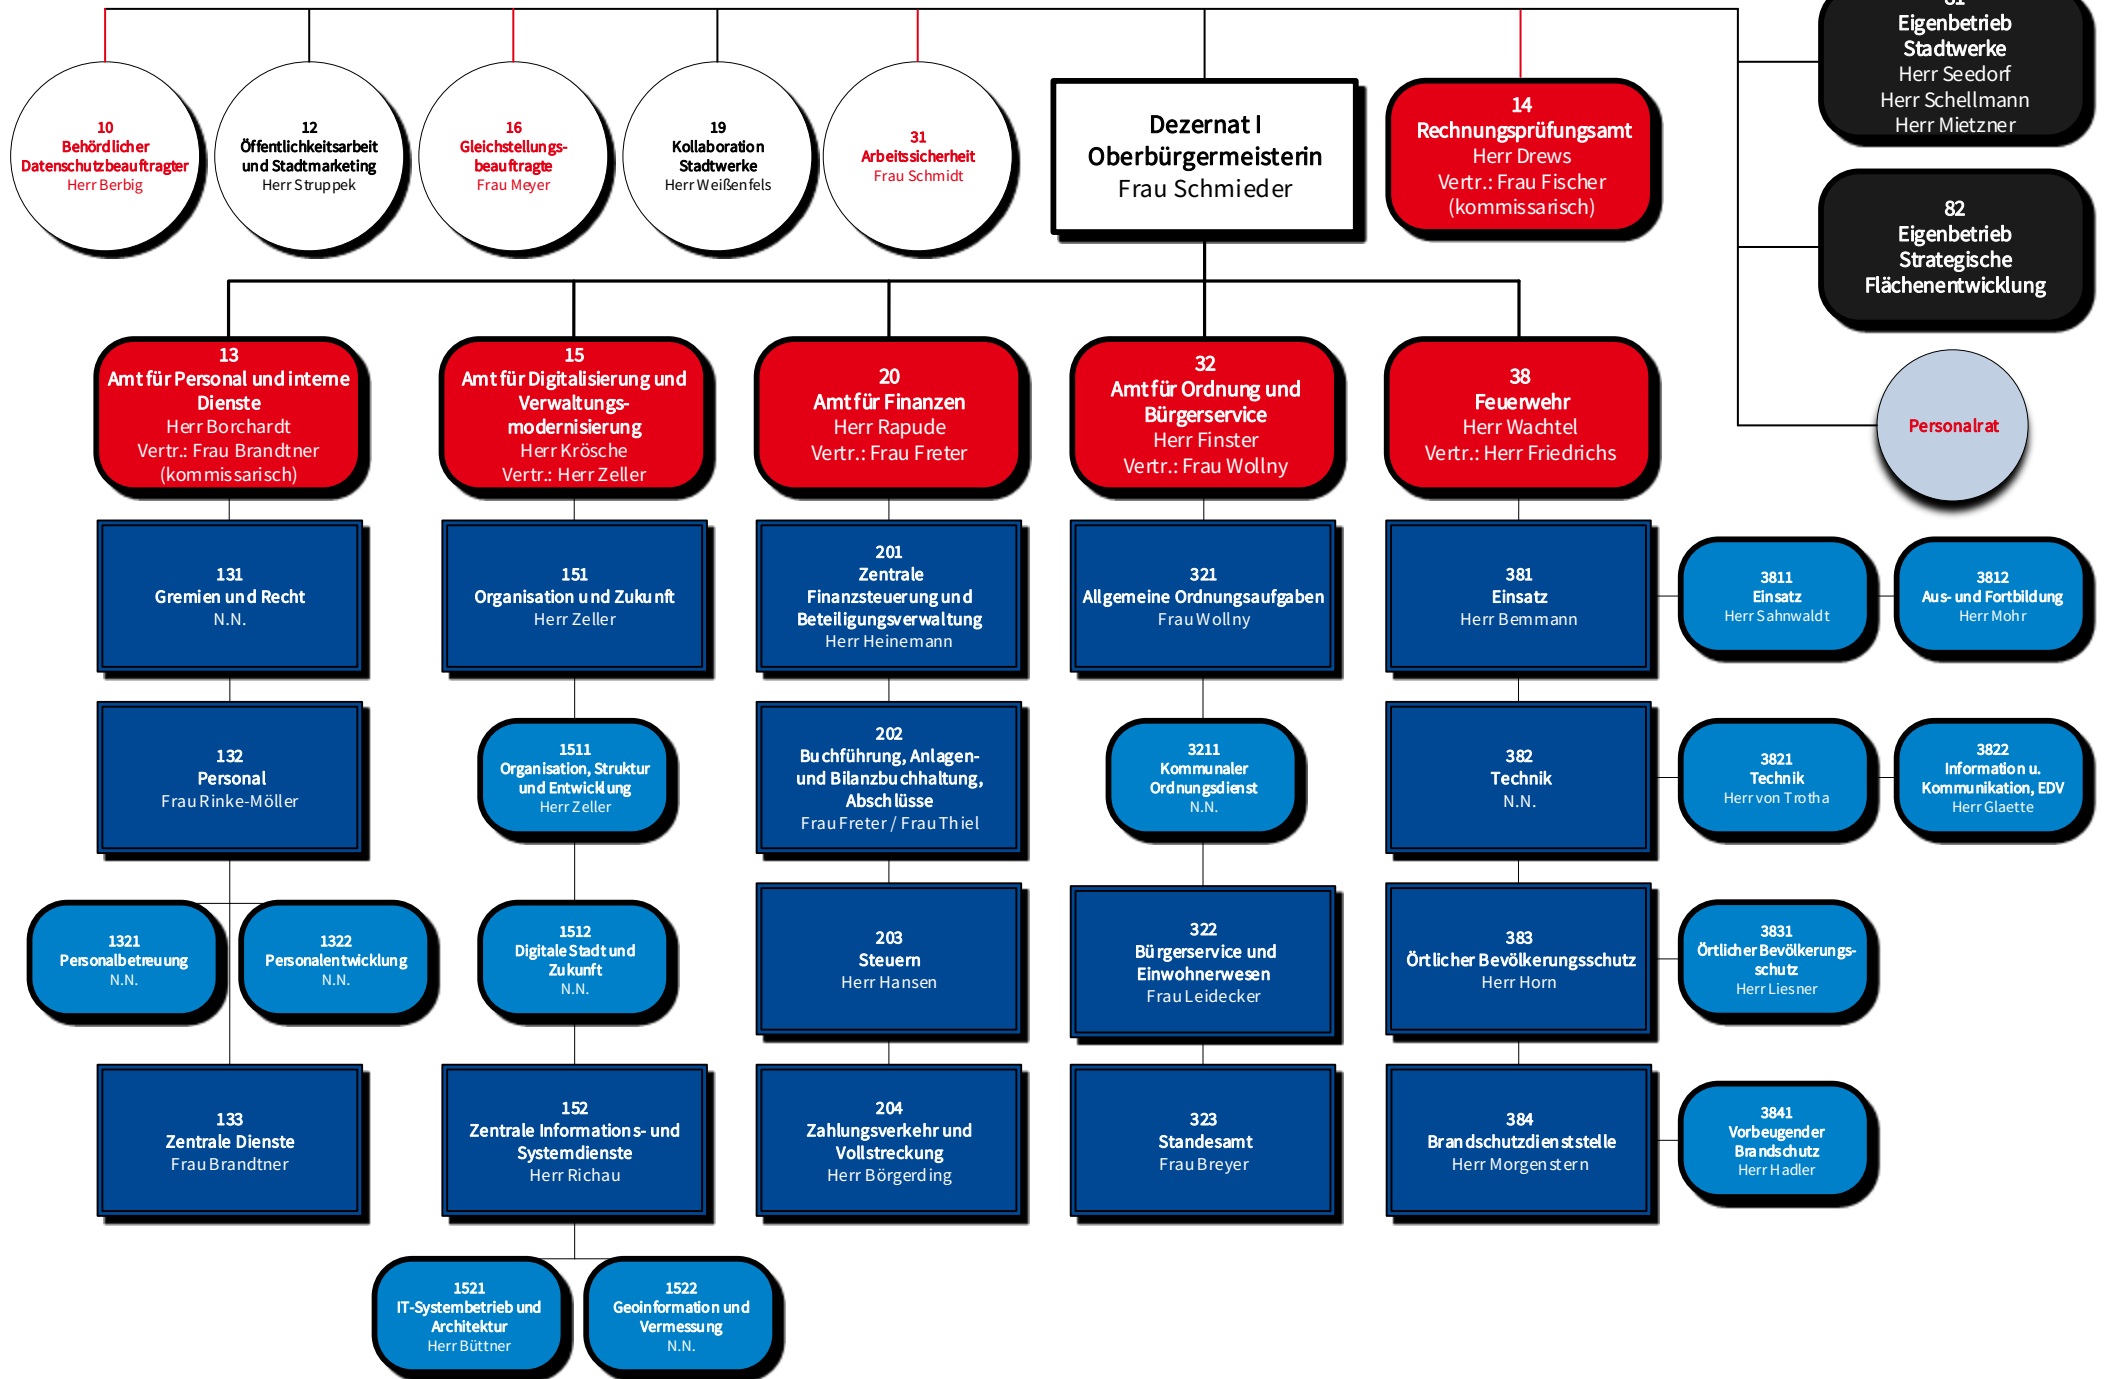 81
Eigenbetrieb
Stadtwerke
Herr Seedorf
Herr Schellmann
Herr Mietzner
10
Behördlicher
Datenschutzbeauftragter
Herr Berbig
12
Öffentlichkeitsarbeit
und Stadtmarketing
Herr Struppek
16
Gleichstellungs-
beauftragte
Frau Meyer
19
Kollaboration
Stadtwerke
Herr Weißenfels
31
Arbeitssicherheit
Frau Schmidt
Dezernat I
Oberbürgermeisterin
Frau Schmieder
14
Rechnungsprüfungsamt
Herr Drews
Vertr.: Frau Fischer
(kommissarisch)
82
Eigenbetrieb
Strategische
Flächenentwicklung
Personalrat
13
Amt für Personal und interne
Dienste
Herr Borchardt
Vertr.: Frau Brandtner
(kommissarisch)
15
Amt für Digitalisierung und
Verwaltungs-
modernisierung
Herr Krösche
Vertr.: Herr Zeller
20
Amt für Finanzen
Herr Rapude
Vertr.: Frau Freter
32
Amt für Ordnung und
Bürgerservice
Herr Finster
Vertr.: Frau Wollny
38
Feuerwehr
Herr Wachtel
Vertr.: Herr Friedrichs
131
Gremien und Recht
N.N.
151
Organisation und Zukunft
Herr Zeller
201
Zentrale
Finanzsteuerung und
Beteiligungsverwaltung
Herr Heinemann
321
Allgemeine Ordnungsaufgaben
Frau Wollny
381
Einsatz
Herr Bemmann
3811
Einsatz
Herr Sahnwaldt
3812
Aus- und Fortbildung
Herr Mohr
132
Personal
Frau Rinke-Möller
1511
Organisation, Struktur
und Entwicklung
Herr Zeller
202
Buchführung, Anlagen-
und Bilanzbuchhaltung,
Abschlüsse
Frau Freter / Frau Thiel
3211
Kommunaler
Ordnungsdienst
N.N.
382
Technik
N.N.
3821
Technik
Herr von Trotha
3822
Information u.
Kommunikation, EDV
Herr Glaette
1321
Personalbetreuung
N.N.
1322
Personalentwicklung
N.N.
1512
Digitale Stadt und
Zukunft
N.N.
203
Steuern
Herr Hansen
322
Bürgerservice und
Einwohnerwesen
Frau Leidecker
383
Örtlicher Bevölkerungsschutz
Herr Horn
3831
Örtlicher Bevölkerungs-
schutz
Herr Liesner
133
Zentrale Dienste
Frau Brandtner
152
Zentrale Informations- und
Systemdienste
Herr Richau
204
Zahlungsverkehr und
Vollstreckung
Herr Börgerding
323
Standesamt
Frau Breyer
384
Brandschutzdienststelle
Herr Morgenstern
3841
Vorbeugender
Brandschutz
Herr Hadler
1521
IT-Systembetrieb und
Architektur
Herr Büttner
1522
Geoinformation und
Vermessung
N.N.